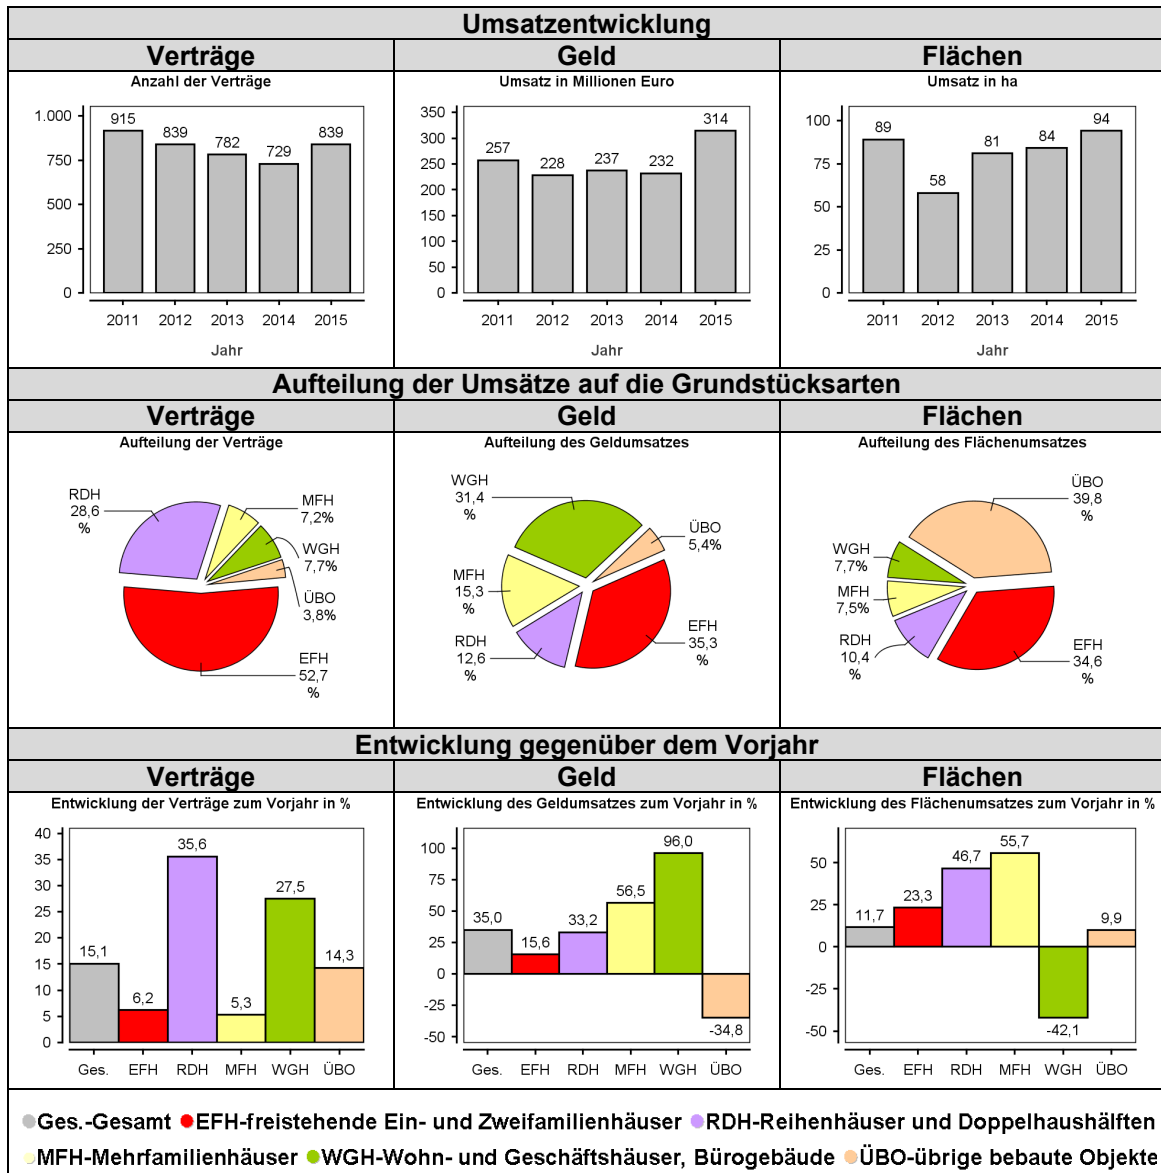 Umsatzentwicklung
Verträge
Geld
Flächen
Anzahl der Verträge
1.000
750
500
250
0
915
839
782
729
839
2011 2012 2013 2014 2015
Jahr
Umsatz in Millionen Euro
350
300
250
200
150
100
50
0
257
228
237
232
314
2011 2012 2013 2014 2015
Jahr
Umsatz in ha
100
75
50
25
0
89
58
81
84
94
2011 2012 2013 2014 2015
Jahr
Aufteilung der Umsätze auf die Grundstücksarten
Verträge
Geld
Flächen
Aufteilung der Verträge
RDH
28,6
%
MFH
7,2%
WGH
7,7%
ÜBO
3,8%
EFH
52,7
%
Aufteilung des Geldumsatzes
WGH
31,4
%
ÜBO
5,4%
MFH
15,3
%
EFH
35,3
%
RDH
12,6
%
Aufteilung des Flächenumsatzes
ÜBO
39,8
%
WGH
7,7%
MFH
7,5%
RDH
10,4
%
EFH
34,6
%
Entwicklung gegenüber dem Vorjahr
Verträge
Geld
Flächen
Entwicklung der Verträge zum Vorjahr in %
40
35
30
25
20
15
10
5
0
15,1
6,2
35,6
5,3
27,5
14,3
Ges. EFH RDH MFH WGH ÜBO
Entwicklung des Geldumsatzes zum Vorjahr in %
100
75
50
25
0
-25
-50
35,0
15,6
33,2
56,5
96,0
-34,8
Ges. EFH RDH MFH WGH ÜBO
Entwicklung des Flächenumsatzes zum Vorjahr in %
50
25
0
-25
-50
11,7
23,3
46,7
55,7
-42,1
9,9
Ges. EFH RDH MFH WGH ÜBO
Ges.-Gesamt EFH-freistehende Ein- und Zweifamilienhäuser RDH-Reihenhäuser und Doppelhaushälften
MFH-Mehrfamilienhäuser WGH-Wohn- und Geschäftshäuser, Bürogebäude ÜBO-übrige bebaute Objekte